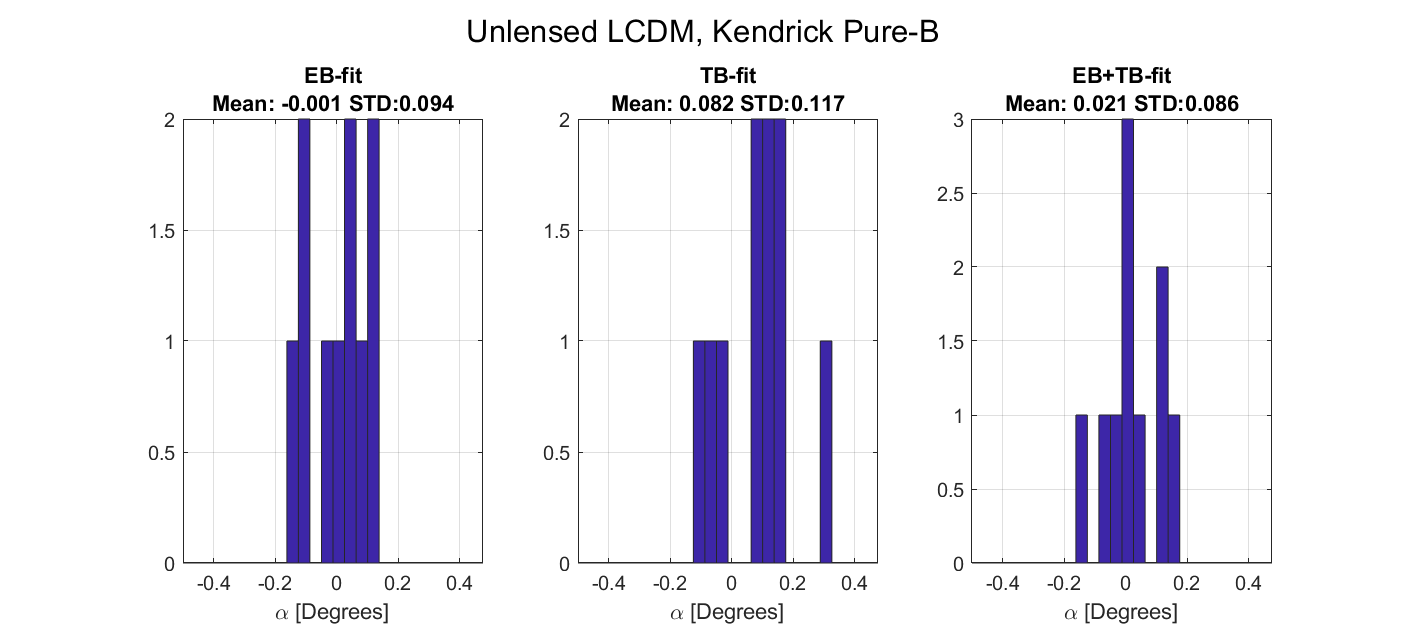 Unlensed LCDM, Kendrick Pure-B
EB-fit
Mean: -0.001 STD:0.094
2
1.5
1
0.5
0
-0.4 -0.2 0 0.2 0.4
α [Degrees]
TB-fit
Mean: 0.082 STD:0.117
2
1.5
1
0.5
0
-0.4 -0.2 0 0.2 0.4
α [Degrees]
EB+TB-fit
Mean: 0.021 STD:0.086
3
2.5
2
1.5
1
0.5
0
-0.4 -0.2 0 0.2 0.4
α [Degrees]